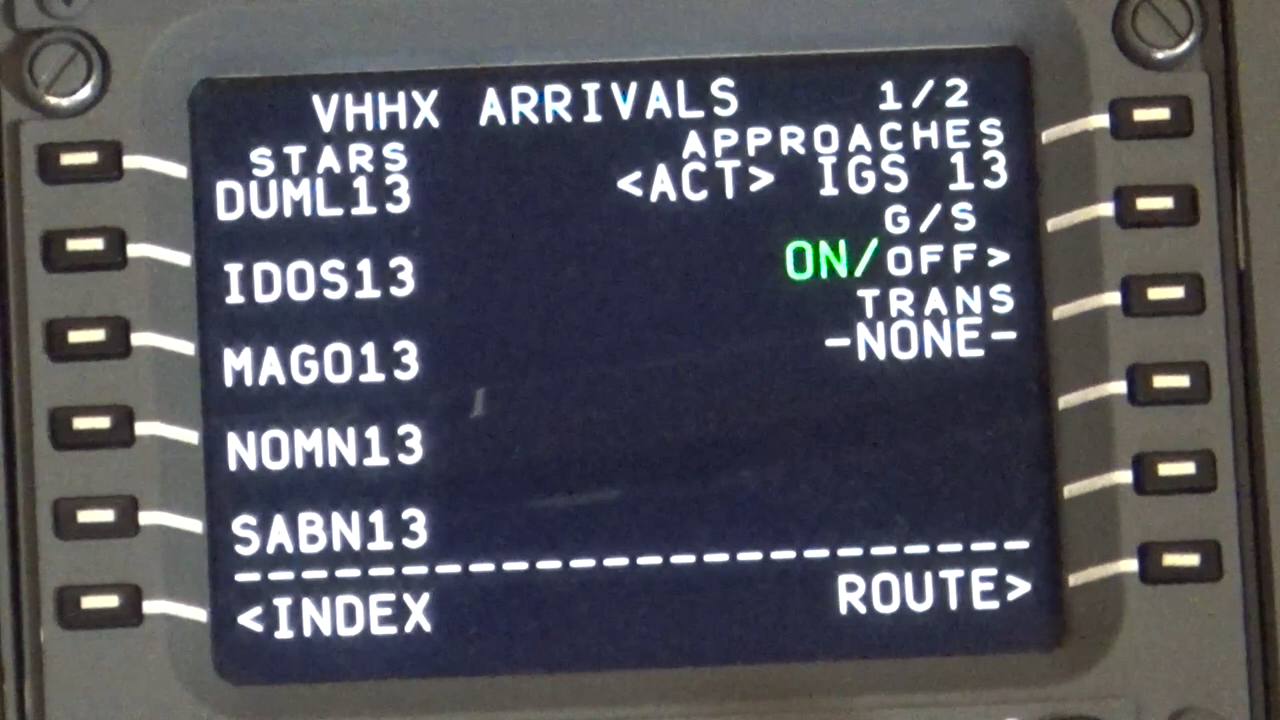 VHHX ARRIVALS 1/2
STARS APPROACHES
DUML13 <ACT> IGS 13
G/S
IDOS13 ON/OFF>
TRANS
MAGO13 -NONE-
NOMN13
SABN13
--------------------------
<INDEX ROUTE>